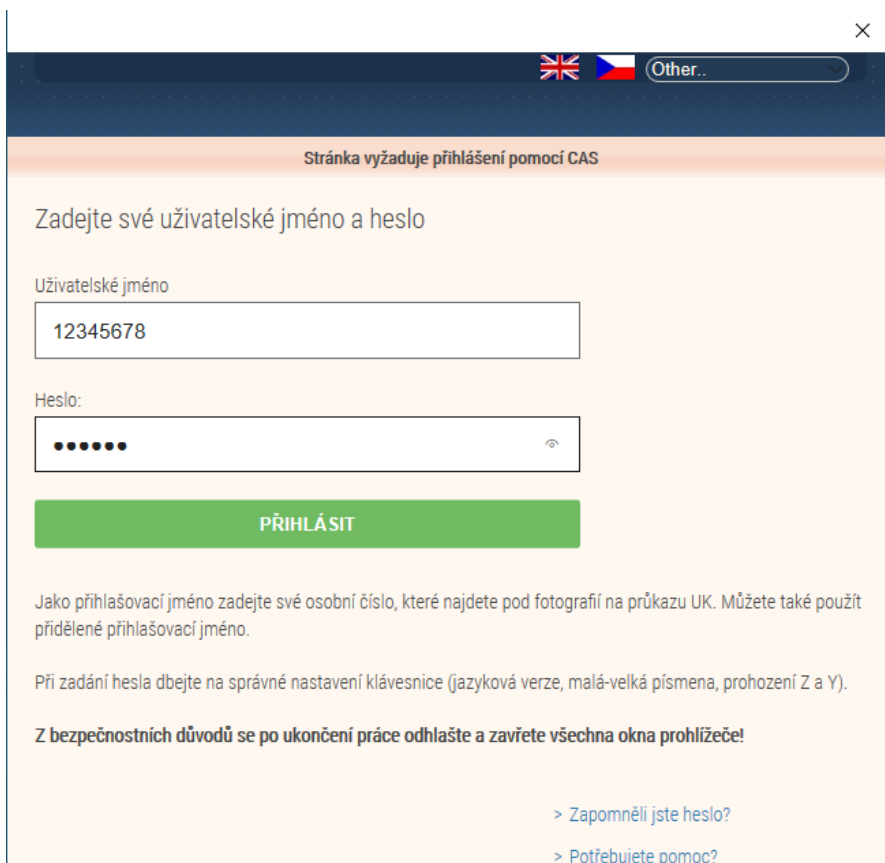 Other..
Stránka vyžaduje přihlášení pomocí CAS
Zadejte své uživatelské jméno a heslo
Uživatelské jméno
12345678
Heslo:
••••••
PŘIHLÁSIT
Jako přihlašovací jméno zadejte své osobní číslo, které najdete pod fotografií na průkazu UK. Můžete také použít
přidělené přihlašovací jméno.
Při zadání hesla dbejte na správné nastavení klávesnice (jazyková verze, malá-velká písmena, prohození Z a Y).
Z bezpečnostních důvodů se po ukončení práce odhlašte a zavřete všechna okna prohlížeče!
> Zapomněli jste heslo?
> Potřebujete pomoc?